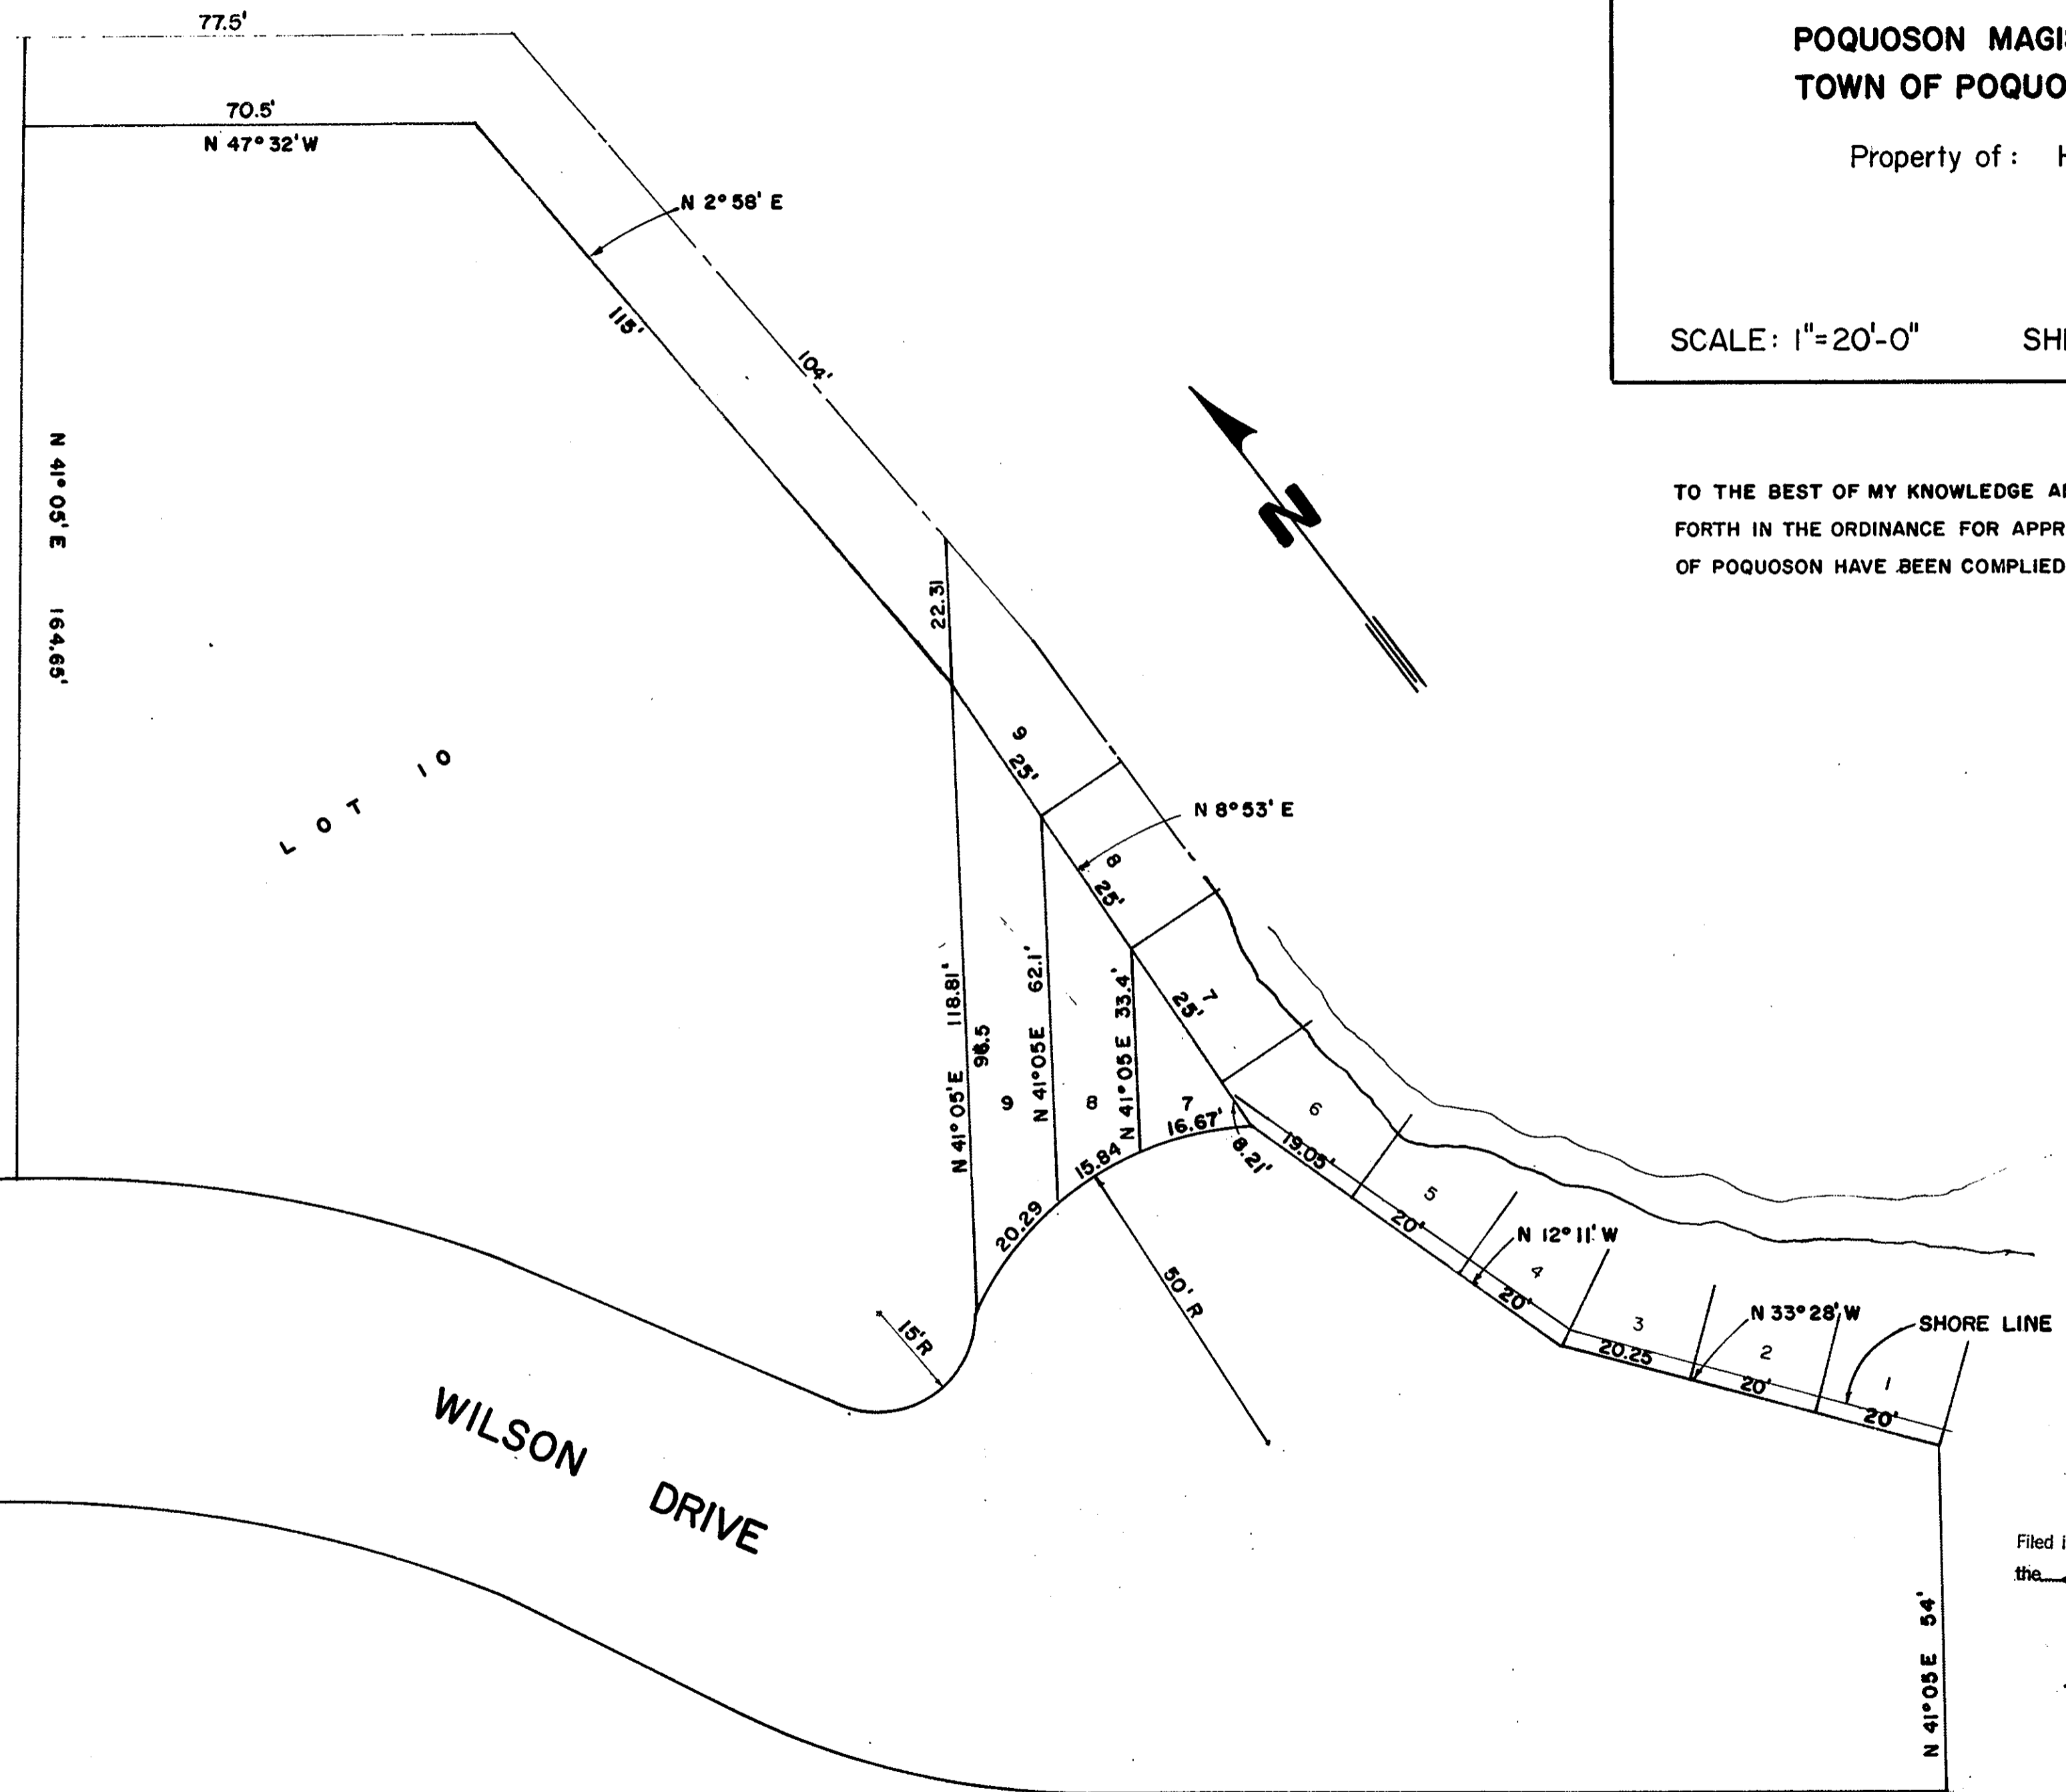 77.5'
70.5'
N 47° 32' W
N 2° 58' E
115'
104'
N 41° 05' E 164.65'
LOT 10
22.31
9
25'
N 8° 53' E
8
25'
7
25'
N 41° 05' E 118.81'
N 41° 05 E 62.1'
N 41° 05 E 33.4'
9
8
7
20.29
15.84
16.67'
8.21'
15' R
50' R
6
19.05'
5
20'
N 12° 11' W
4
20'
3
20.25
N 33° 28' W
2
20'
SHORE LINE
1
20'
WILSON DRIVE
N 41° 05 E 54'
N
POQUOSON MAGIS
TOWN OF POQUO
Property of : H
SCALE: 1"=20'-0" SHE
TO THE BEST OF MY KNOWLEDGE AN
FORTH IN THE ORDINANCE FOR APPR
OF POQUOSON HAVE BEEN COMPLIED
Filed i
the